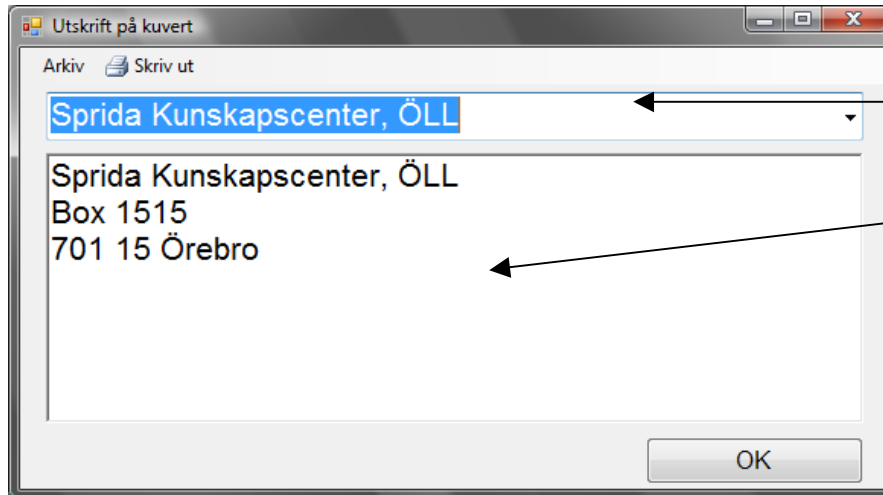 Utskrift på kuvert
Arkiv Skriv ut
Sprida Kunskapscenter, ÖLL
Sprida Kunskapscenter, ÖLL
Box 1515
701 15 Örebro
OK